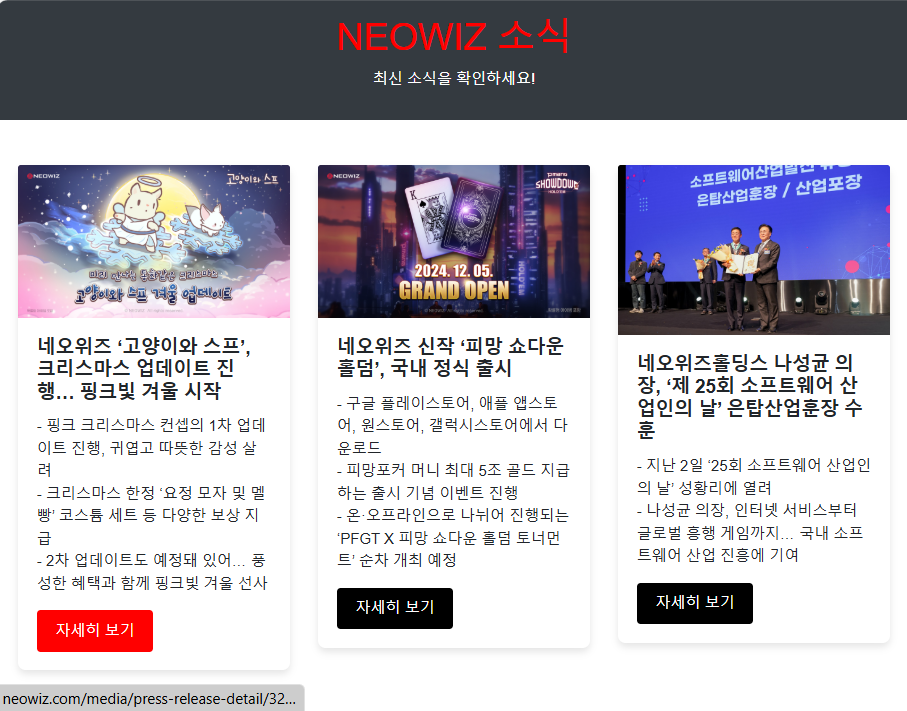 NEOWIZ 소식
최신 소식을 확인하세요!
NEOWIZ
고양이와 스프
고양이와 스프 겨울 업데이트
네오위즈 ‘고양이와 스프’,
크리스마스 업데이트 진
행… 핑크빛 겨울 시작
- 핑크 크리스마스 컨셉의 1차 업데
이트 진행, 귀엽고 따뜻한 감성 살
려
- 크리스마스 한정 ‘요정 모자 및 멜
빵’ 코스튬 세트 등 다양한 보상 지
급
- 2차 업데이트도 예정돼 있어… 풍
성한 혜택과 함께 핑크빛 겨울 선사
자세히 보기
NEOWIZ
SHOWDOWN
K
2024. 12. 05.
GRAND OPEN
네오위즈 신작 ‘피망 쇼다운
홀덤’, 국내 정식 출시
- 구글 플레이스토어, 애플 앱스토
어, 원스토어, 갤럭시스토어에서 다
운로드
- 피망포커 머니 최대 5조 골드 지급
하는 출시 기념 이벤트 진행
- 온·오프라인으로 나뉘어 진행되는
‘PFGT X 피망 쇼다운 홀덤 토너먼
트’ 순차 개최 예정
자세히 보기
소프트웨어산업발전
은탑산업훈장 / 산업포장
네오위즈홀딩스 나성균 의
장, ‘제 25회 소프트웨어 산
업인의 날’ 은탑산업훈장 수
훈
- 지난 2일 ‘25회 소프트웨어 산업인
의 날’ 성황리에 열려
- 나성균 의장, 인터넷 서비스부터
글로벌 흥행 게임까지… 국내 소프
트웨어 산업 진흥에 기여
자세히 보기
neowiz.com/media/press-release-detail/32...